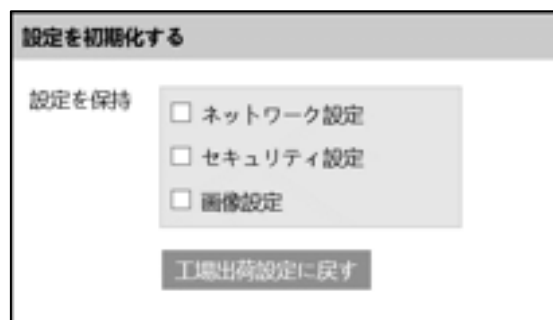 設定を初期化する
設定を保持
ネットワーク設定
セキュリティ設定
画像設定
工場出荷設定に戻す